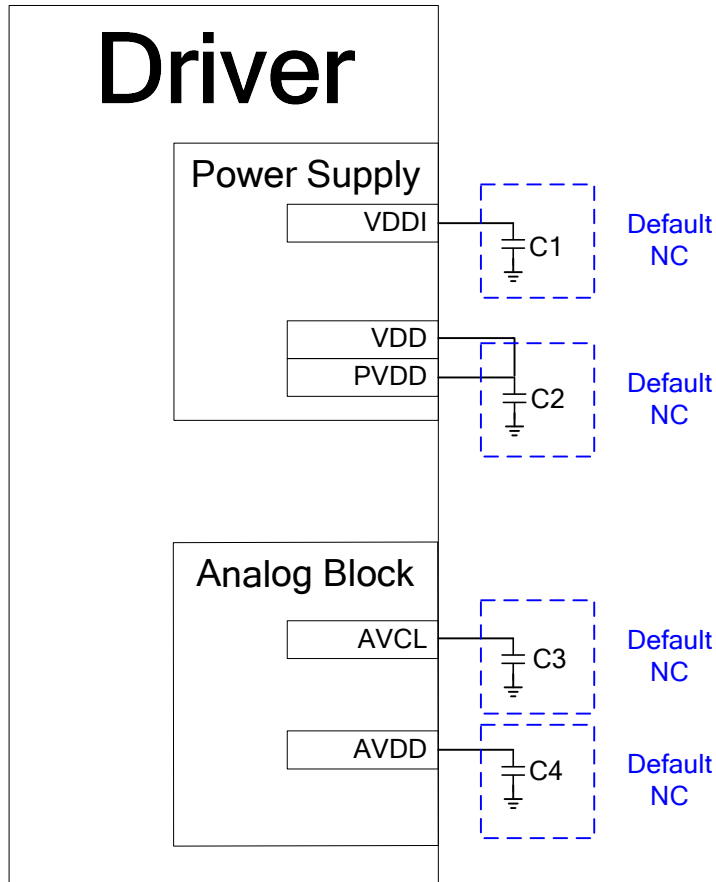 Driver
Power Supply
VDDI
C1
Default
NC
VDD
PVDD
C2
Default
NC
Analog Block
AVCL
C3
Default
NC
AVDD
C4
Default
NC